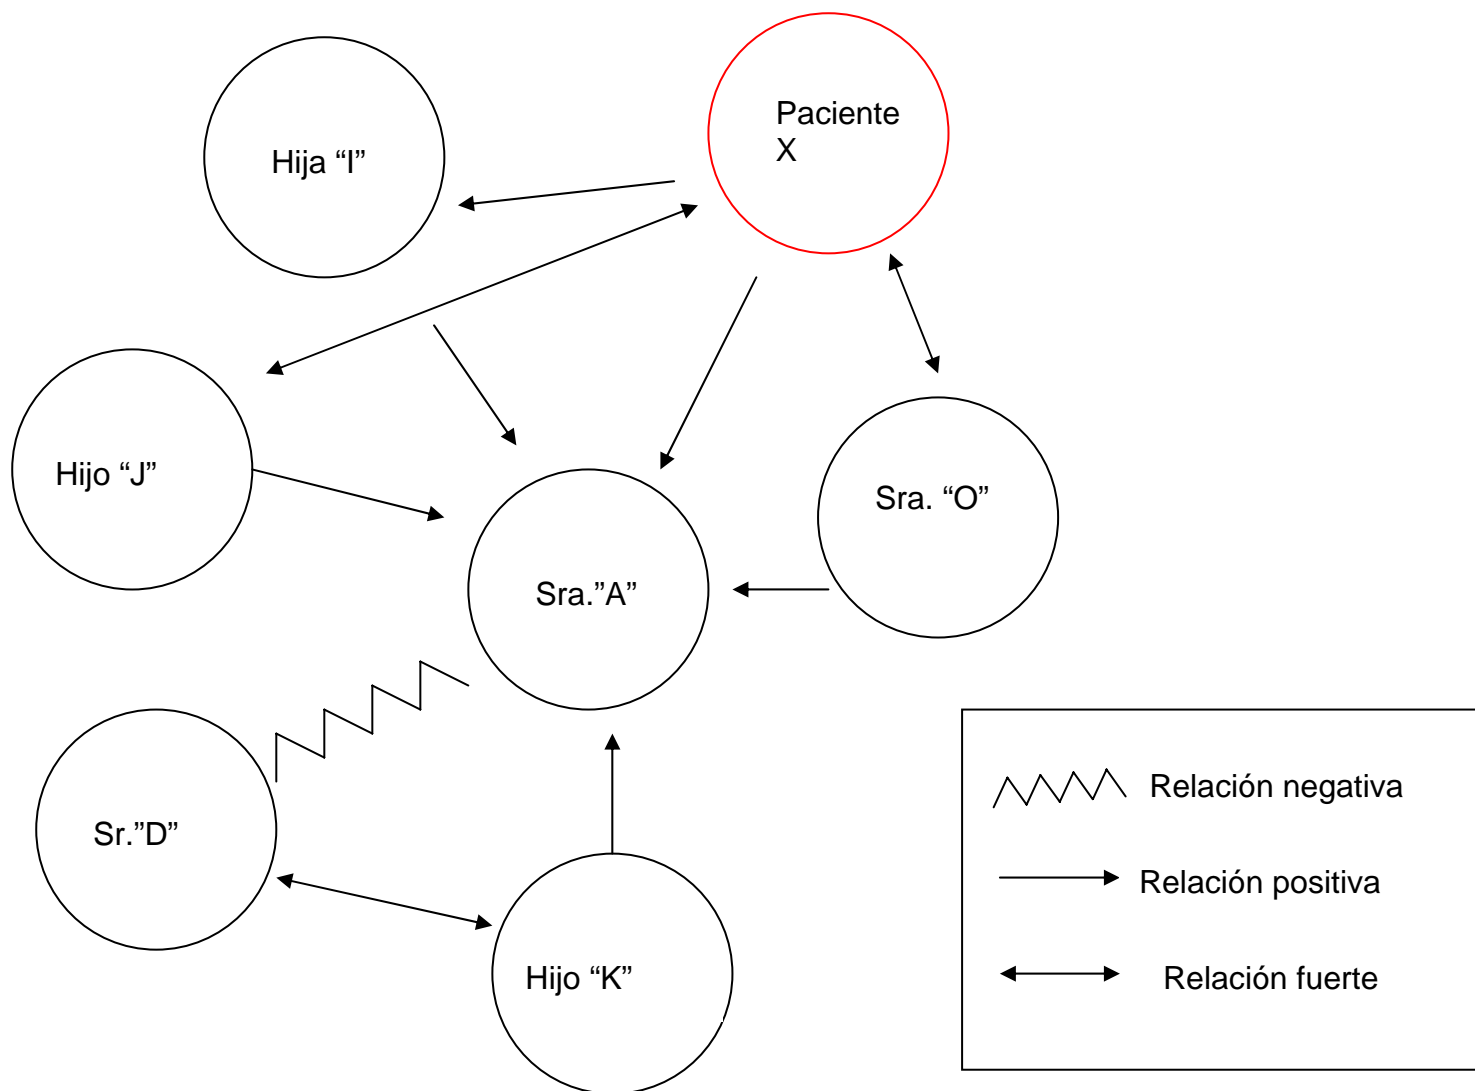 Paciente
X
Hija “I”
Hijo “J”
Sra. “O”
Sra.”A”
Sr.”D”
Hijo “K”
Relación negativa
Relación positiva
Relación fuerte